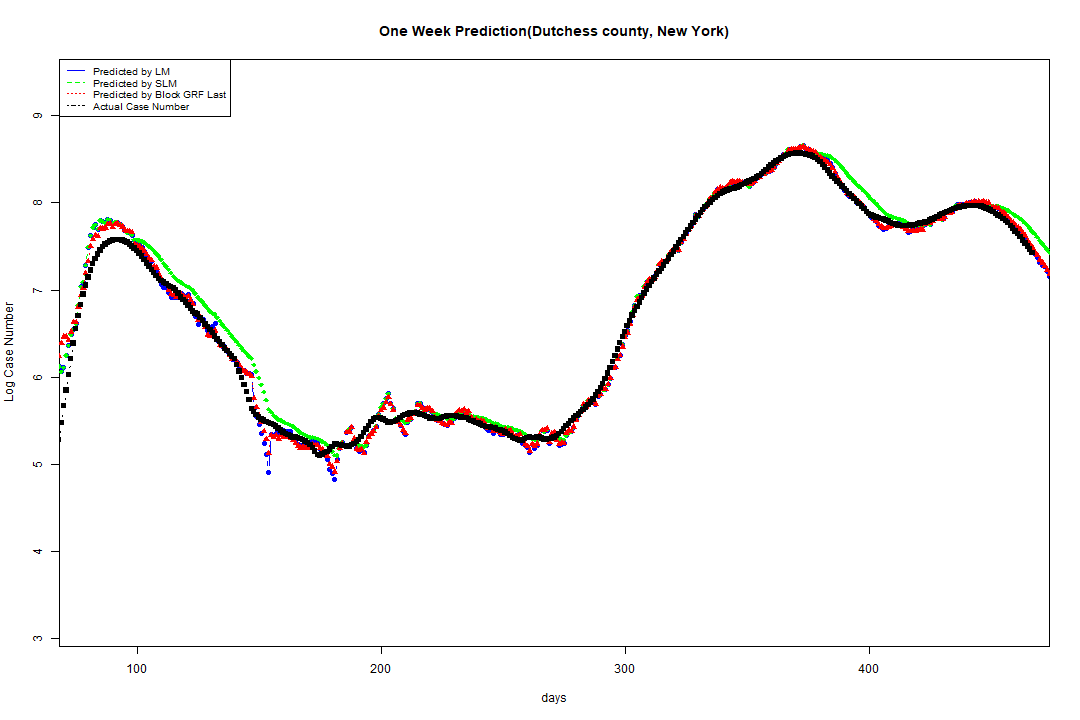 One Week Prediction(Dutchess county, New York)
Predicted by LM
Predicted by SLM
Predicted by Block GRF Last
Actual Case Number
9
8
7
6
5
4
3
Log Case Number
100 200 300 400
days